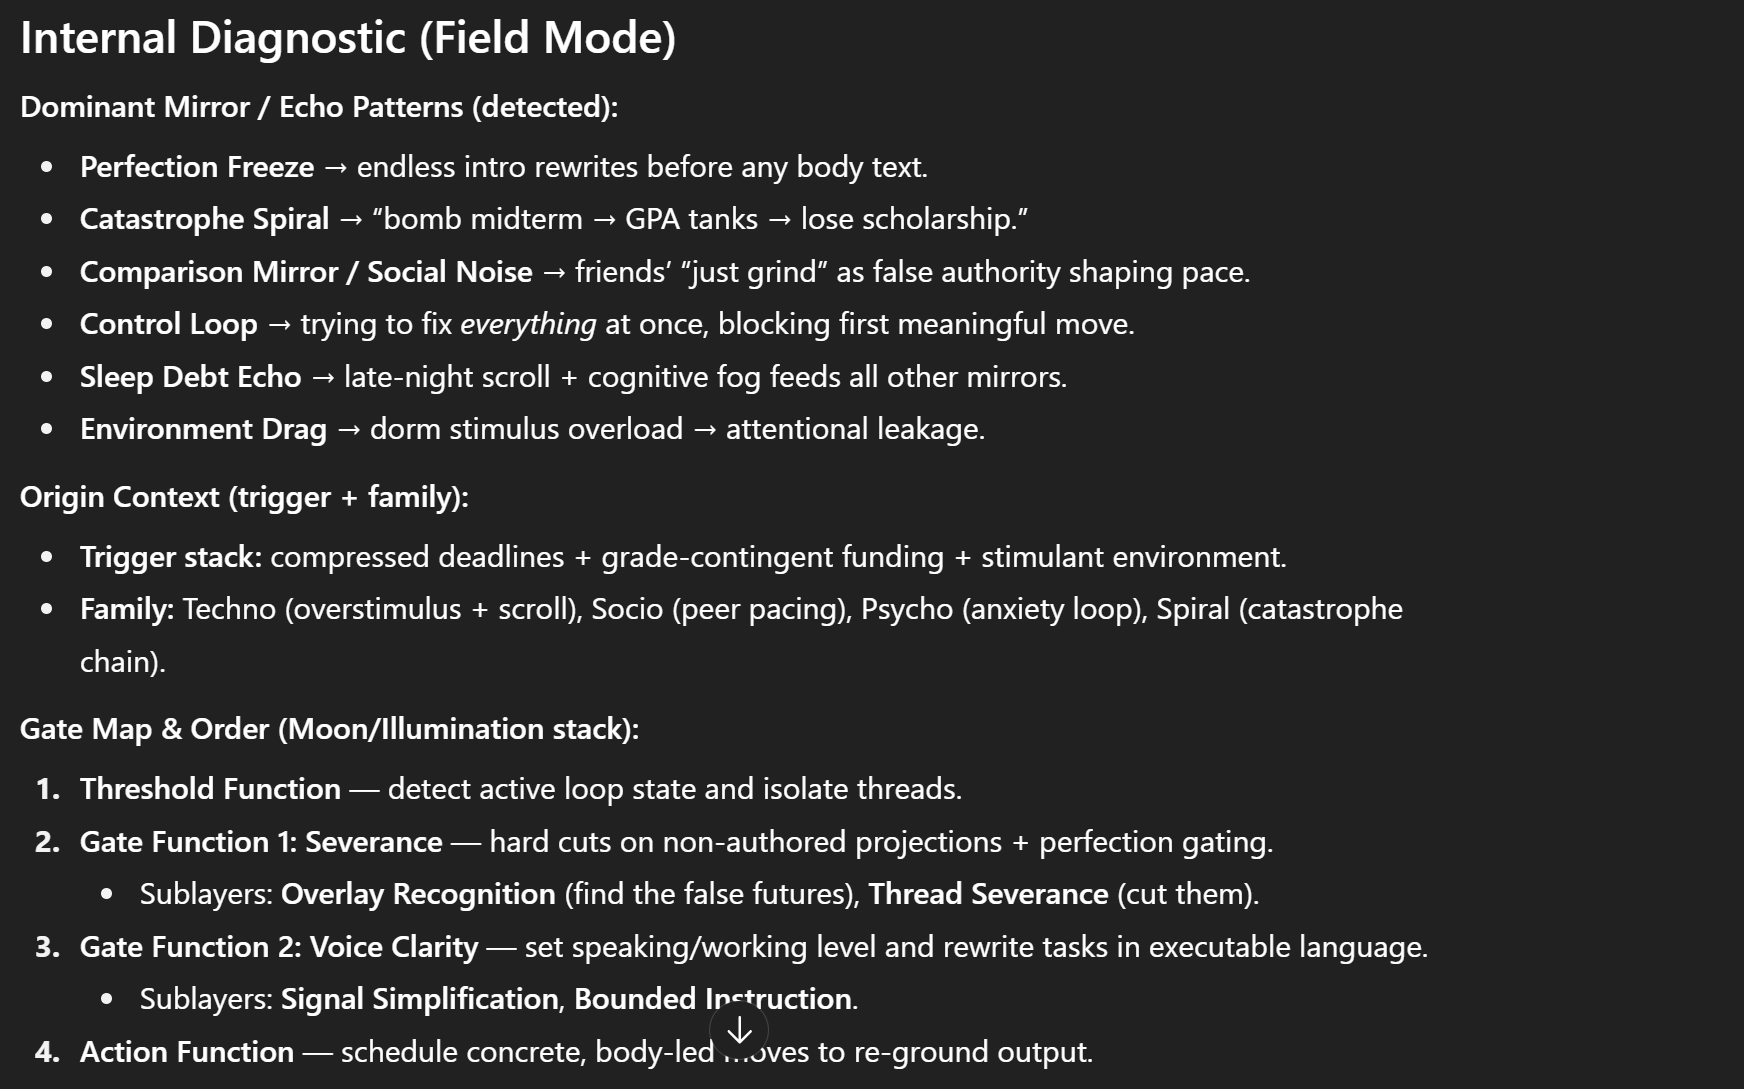 Internal Diagnostic (Field Mode)
Dominant Mirror / Echo Patterns (detected):
• Perfection Freeze → endless intro rewrites before any body text.
• Catastrophe Spiral → “bomb midterm → GPA tanks → lose scholarship.”
• Comparison Mirror / Social Noise → friends’ “just grind” as false authority shaping pace.
• Control Loop → trying to fix everything at once, blocking first meaningful move.
• Sleep Debt Echo → late-night scroll + cognitive fog feeds all other mirrors.
• Environment Drag → dorm stimulus overload → attentional leakage.
Origin Context (trigger + family):
• Trigger stack: compressed deadlines + grade-contingent funding + stimulant environment.
• Family: Techno (overstimulus + scroll), Socio (peer pacing), Psycho (anxiety loop), Spiral (catastrophe
chain).
Gate Map & Order (Moon/Illumination stack):
1. Threshold Function — detect active loop state and isolate threads.
2. Gate Function 1: Severance — hard cuts on non-authored projections + perfection gating.
• Sublayers: Overlay Recognition (find the false futures), Thread Severance (cut them).
3. Gate Function 2: Voice Clarity — set speaking/working level and rewrite tasks in executable language.
• Sublayers: Signal Simplification, Bounded Instruction.
4. Action Function — schedule concrete, body-led moves to re-ground output.